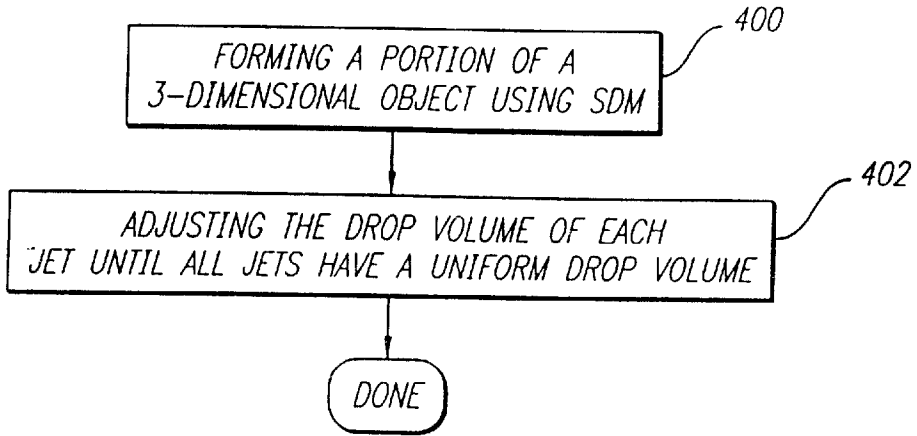 400
FORMING A PORTION OF A
3-DIMENSIONAL OBJECT USING SDM
402
ADJUSTING THE DROP VOLUME OF EACH
JET UNTIL ALL JETS HAVE A UNIFORM DROP VOLUME
DONE